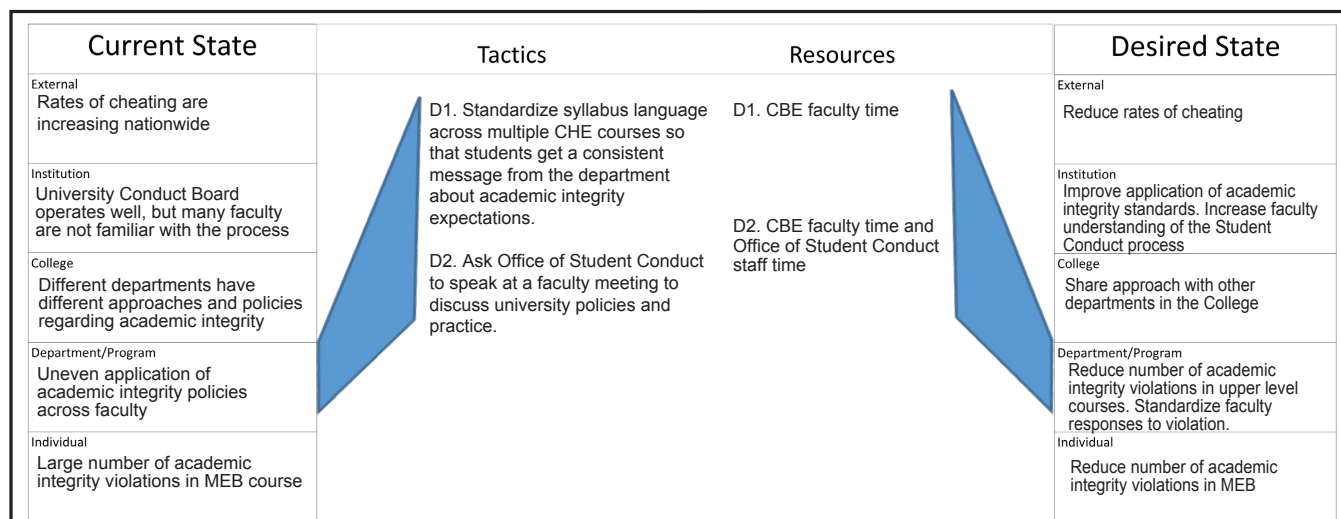 Current State
External
Rates of cheating are
increasing nationwide
Institution
University Conduct Board
operates well, but many faculty
are not familiar with the process
College
Different departments have
different approaches and policies
regarding academic integrity
Department/Program
Uneven application of
academic integrity policies
across faculty
Individual
Large number of academic
integrity violations in MEB course
Tactics
D1. Standardize syllabus language
across multiple CHE courses so
that students get a consistent
message from the department
about academic integrity
expectations.
D2. Ask Office of Student Conduct
to speak at a faculty meeting to
discuss university policies and
practice.
Resources
D1. CBE faculty time
D2. CBE faculty time and
Office of Student Conduct
staff time
Desired State
External
Reduce rates of cheating
Institution
Improve application of academic
integrity standards. Increase faculty
understanding of the Student
Conduct process
College
Share approach with other
departments in the College
Department/Program
Reduce number of academic
integrity violations in upper level
courses. Standardize faculty
responses to violation.
Individual
Reduce number of academic
integrity violations in MEB